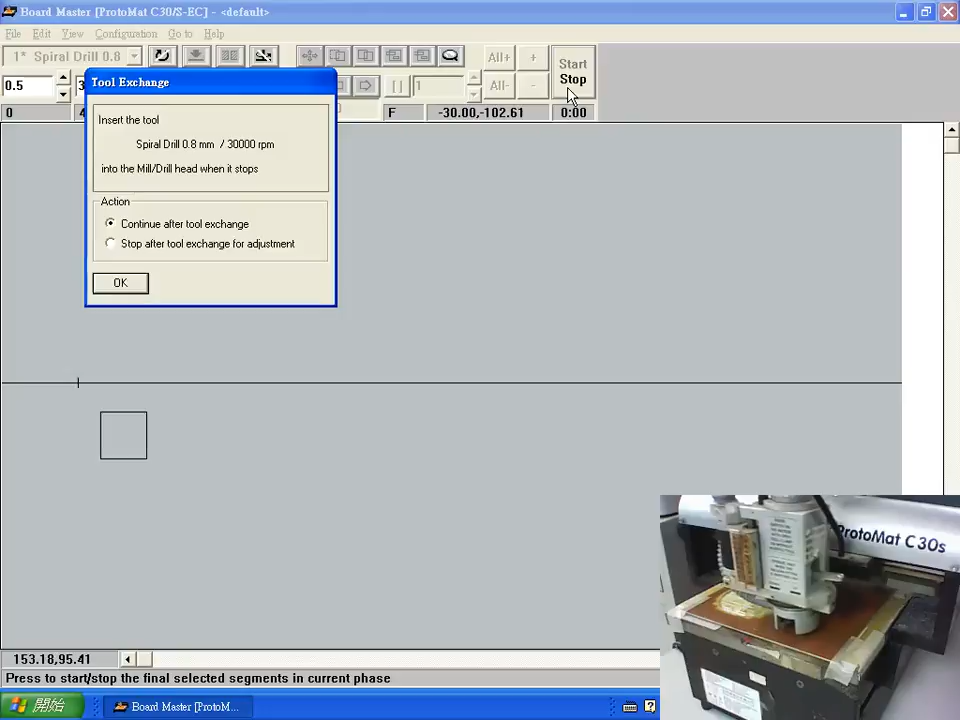 Board Master [ProtoMat C30/S-EC] - <default>
File Edit View Configuration Go to Help
1* Spiral Drill 0.8
All+ + Start
Stop
0.5 3 [ ] 1 All- -
0 4 F -30.00,-102.61 0:00
Tool Exchange
Insert the tool
Spiral Drill 0.8 mm / 30000 rpm
into the Mill/Drill head when it stops
Action
Continue after tool exchange
Stop after tool exchange for adjustment
OK
ProtoMat C30s
153.18,95.41
Press to start/stop the final selected segments in current phase
開始 Board Master [ProtoM...